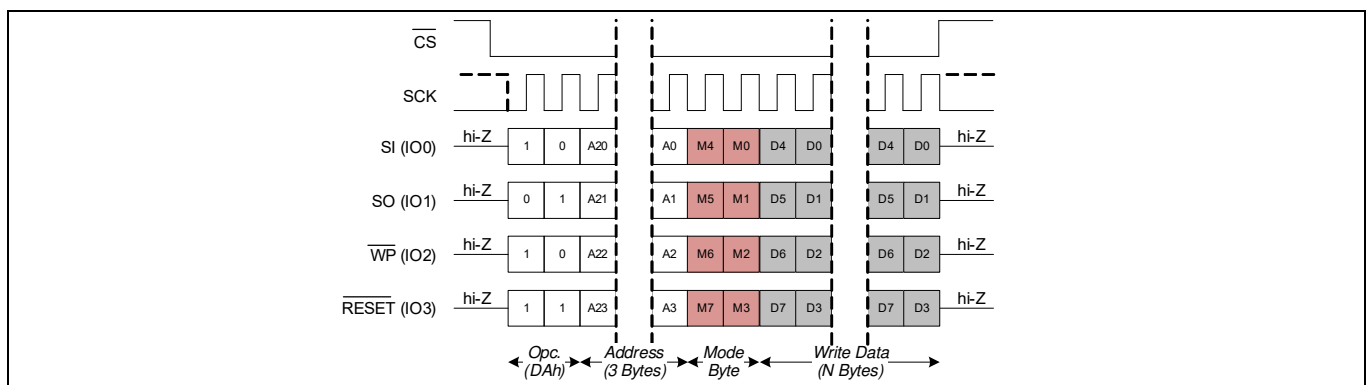 CS
SCK
SI (IO0) hi-Z 1 0 A20 A0 M4 M0 D4 D0 D4 D0 hi-Z
SO (IO1) hi-Z 0 1 A21 A1 M5 M1 D5 D1 D5 D1 hi-Z
WP (IO2) hi-Z 1 0 A22 A2 M6 M2 D6 D2 D6 D2 hi-Z
RESET (IO3) hi-Z 1 1 A23 A3 M7 M3 D7 D3 D7 D3 hi-Z
Opc. Address Mode Write Data
(DAh) (3 Bytes) Byte (N Bytes)